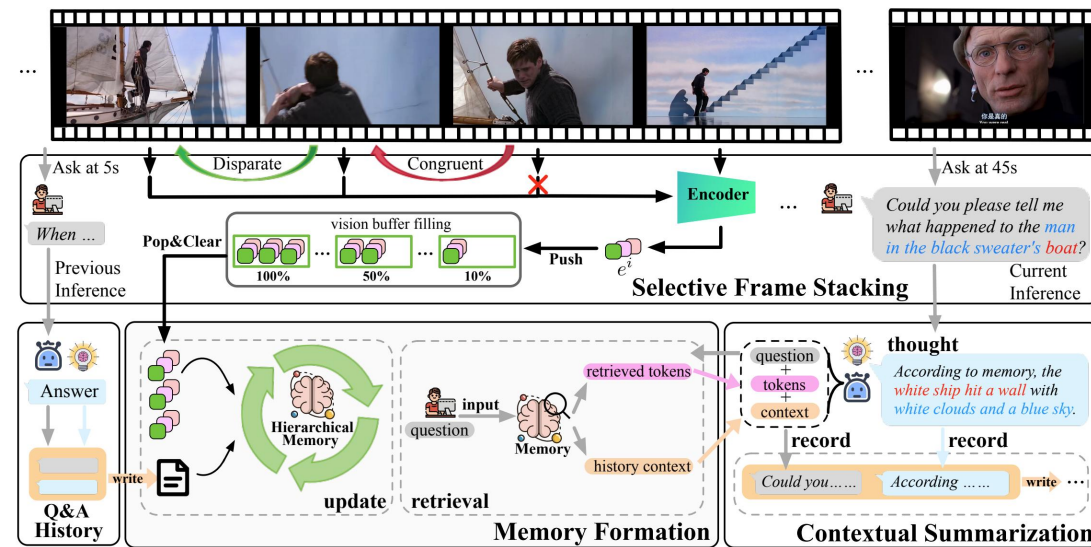 ...
...
你是真的
Ask at 5s
Disparate
Congruent
Ask at 45s
Encoder
...
When ...
Could you please tell me
what happened to the man
in the black sweater's boat?
vision buffer filling
Pop&Clear
...
...
100%
50%
10%
Push
e^i
Previous
Inference
Current
Inference
Selective Frame Stacking
Answer
write
Q&A
History
Hierarchical
Memory
update
input
question
Memory
retrieved tokens
history context
retrieval
Memory Formation
question
+
tokens
+
context
thought
According to memory, the
white ship hit a wall with
white clouds and a blue sky.
record
record
Could you......
According ......
write
...
Contextual Summarization